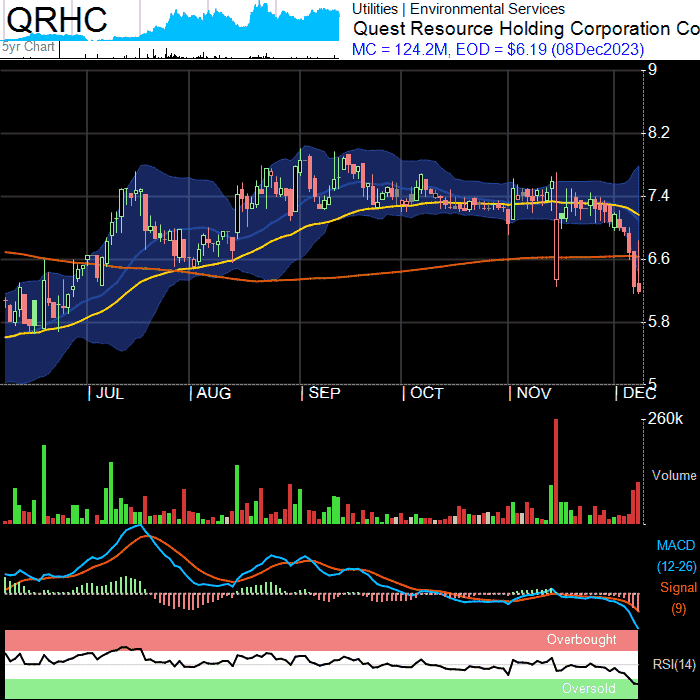 QRHC
5yr Chart
Utilities | Environmental Services
Quest Resource Holding Corporation Co
MC = 124.2M, EOD = $6.19 (08Dec2023)
9
8.2
7.4
6.6
5.8
5
JUL AUG SEP OCT NOV DEC
260k
Volume
MACD
(12-26)
Signal
(9)
Overbought
RSI(14)
Oversold